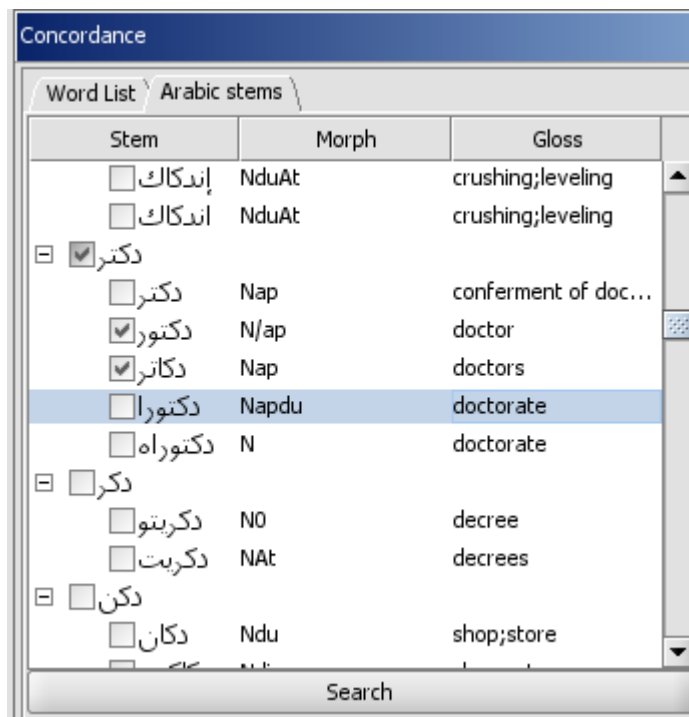 Concordance
Word List Arabic stems
Stem Morph Gloss
إندكاك NduAt crushing;leveling
اندكاك NduAt crushing;leveling
دكتر
دكتر Nap conferment of doc...
دكتور N/ap doctor
دكاتر Nap doctors
دكتورا Napdu doctorate
دكتوراه N doctorate
دكر
دكريتو N0 decree
دكريت NAt decrees
دكن
دكان Ndu shop;store
Search